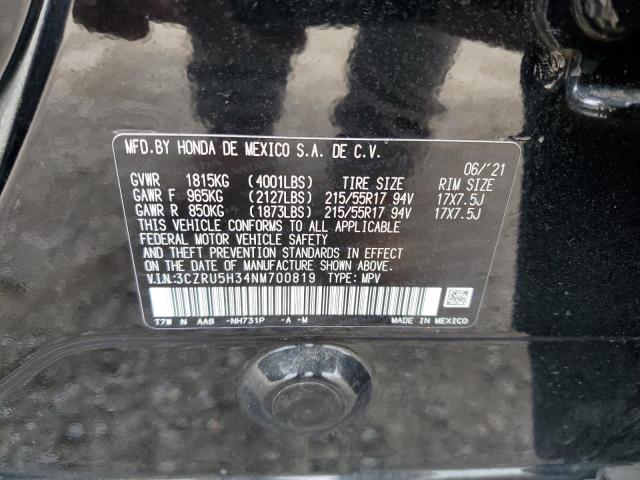 MFD.BY HONDA DE MEXICO S.A. DE C.V.
06/'21
GVWR 1815KG (4001LBS) TIRE SIZE RIM SIZE
GAWR F 965KG (2127LBS) 215/55R17 94V 17X7.5J
GAWR R 850KG (1873LBS) 215/55R17 94V 17X7.5J
THIS VEHICLE CONFORMS TO ALL APPLICABLE
FEDERAL MOTOR VEHICLE SAFETY
AND THEFT PREVENTION STANDARDS IN EFFECT
ON THE DATE OF MANUFACTURE SHOWN ABOVE.
V.I.N:3CZRU5H34NM700819 TYPE: MPV
T7W AAS -NH731P -A -M MADE IN MEXICO